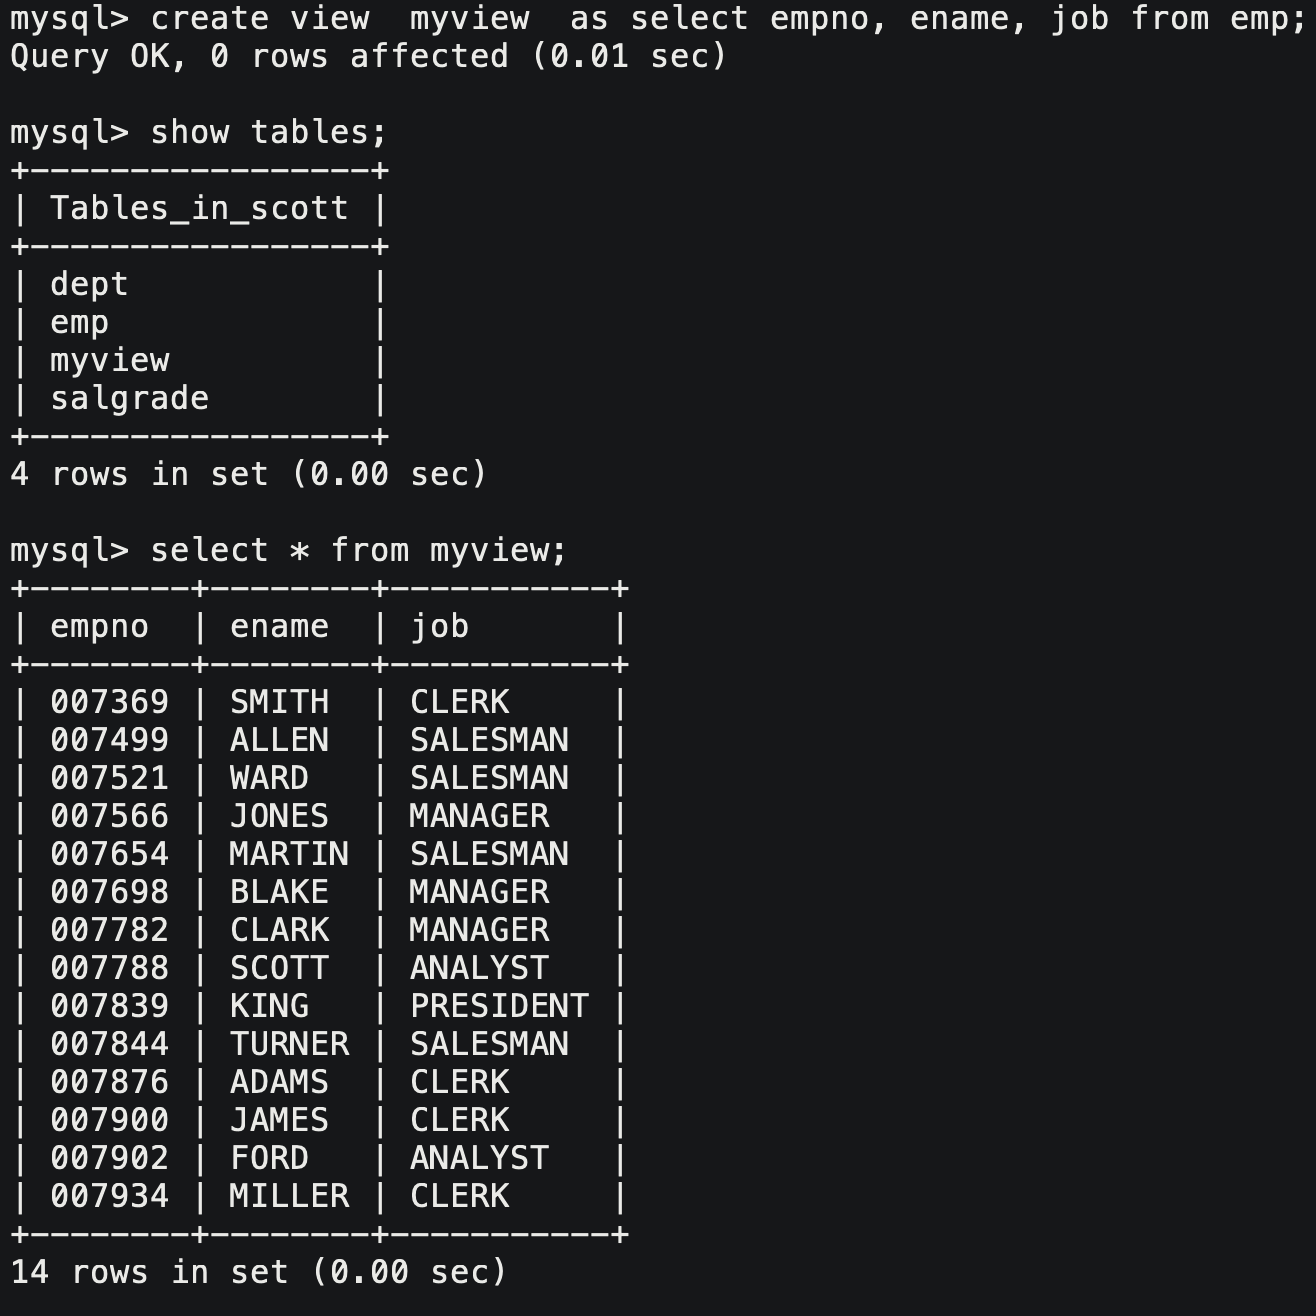 mysql> create view  myview  as select empno, ename, job from emp;
Query OK, 0 rows affected (0.01 sec)
mysql> show tables;
+-----------------+
| Tables_in_scott |
+-----------------+
| dept            |
| emp             |
| myview          |
| salgrade        |
+-----------------+
4 rows in set (0.00 sec)
mysql> select * from myview;
+--------+--------+-----------+
| empno  | ename  | job       |
+--------+--------+-----------+
| 007369 | SMITH  | CLERK     |
| 007499 | ALLEN  | SALESMAN  |
| 007521 | WARD   | SALESMAN  |
| 007566 | JONES  | MANAGER   |
| 007654 | MARTIN | SALESMAN  |
| 007698 | BLAKE  | MANAGER   |
| 007782 | CLARK  | MANAGER   |
| 007788 | SCOTT  | ANALYST   |
| 007839 | KING   | PRESIDENT |
| 007844 | TURNER | SALESMAN  |
| 007876 | ADAMS  | CLERK     |
| 007900 | JAMES  | CLERK     |
| 007902 | FORD   | ANALYST   |
| 007934 | MILLER | CLERK     |
+--------+--------+-----------+
14 rows in set (0.00 sec)